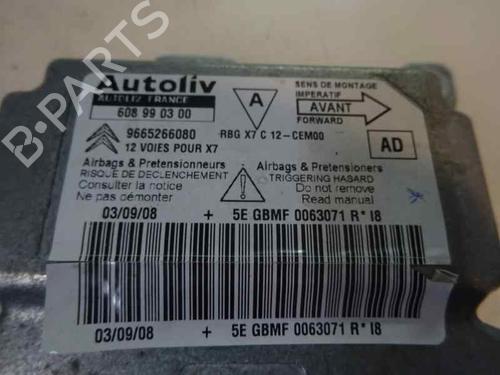 Autoliv
AUTOLIV FRANCE
608 99 03 00
A
SENS DE MONTAGE
IMPERATIF
AVANT
FORWARD
9665266080
RBG X7 C 12-CEM00
12 VOIES POUR X7
AD
Airbags & Pretensionneurs
RISQUE DE DECLENCHEMENT
Consulter la notice
Ne pas démonter
Airbags & Pretensioners
TRIGGERING HASARD
Do not remove
Read manual
03/09/08 + 5E GBMF 0063071 R* I8
03/09/08 + 5E GBMF 0063071 R* I8